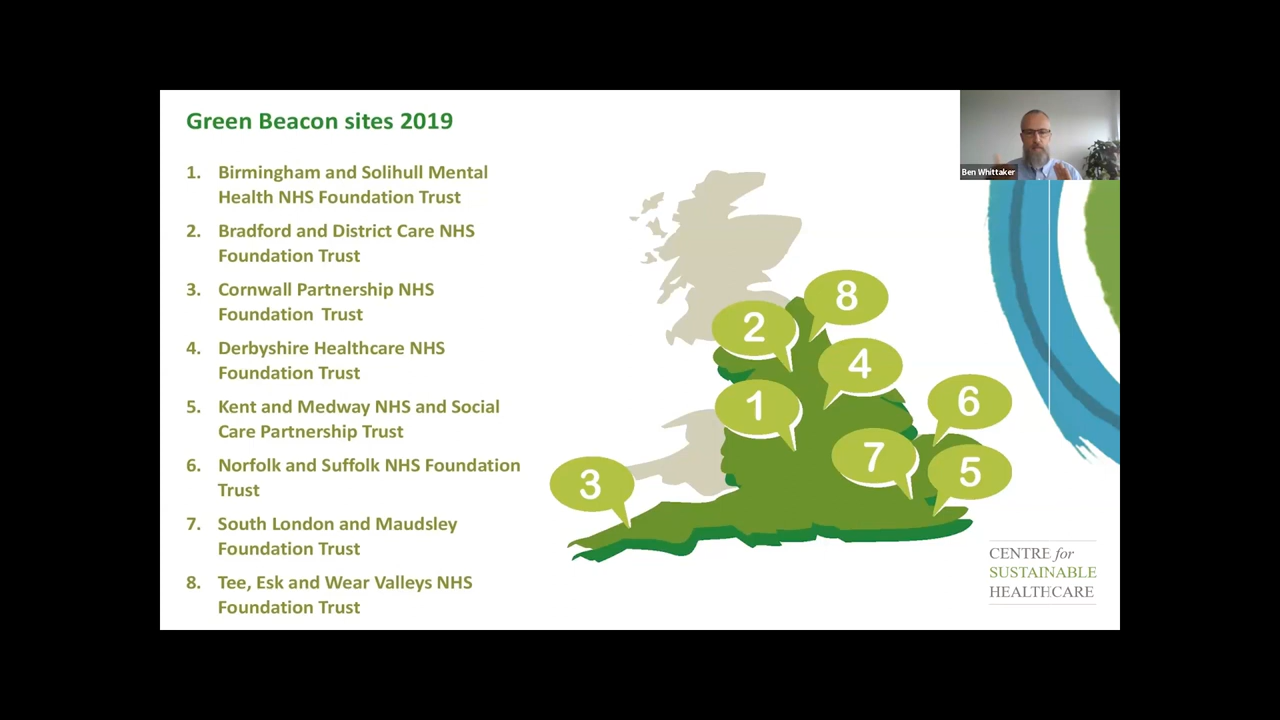 Green Beacon sites 2019
1. Birmingham and Solihull Mental
Health NHS Foundation Trust
2. Bradford and District Care NHS
Foundation Trust
3. Cornwall Partnership NHS
Foundation Trust
4. Derbyshire Healthcare NHS
Foundation Trust
5. Kent and Medway NHS and Social
Care Partnership Trust
6. Norfolk and Suffolk NHS Foundation
Trust
7. South London and Maudsley
Foundation Trust
8. Tee, Esk and Wear Valleys NHS
Foundation Trust
Ben Whittaker
8
2
4
1
6
7
5
3
CENTRE for
SUSTAINABLE
HEALTHCARE